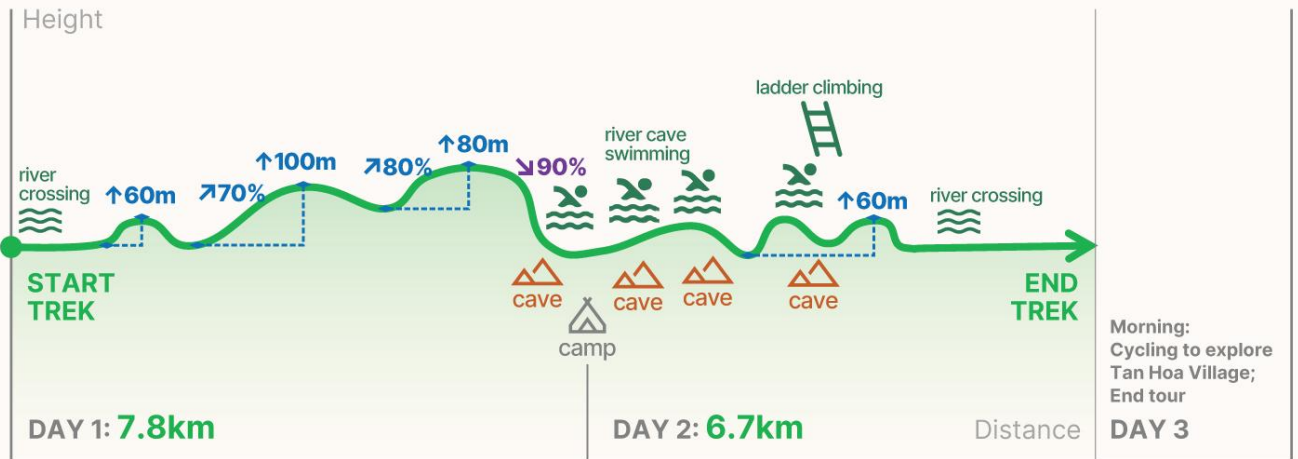 Height
river
crossing
↑60m
↗70%
↑100m
↗80%
↑80m
↘90%
river cave
swimming
ladder climbing
↑60m
river crossing
START
TREK
cave
camp
cave
cave
cave
END
TREK
Morning:
Cycling to explore
Tan Hoa Village;
End tour
DAY 1: 7.8km
DAY 2: 6.7km
Distance
DAY 3